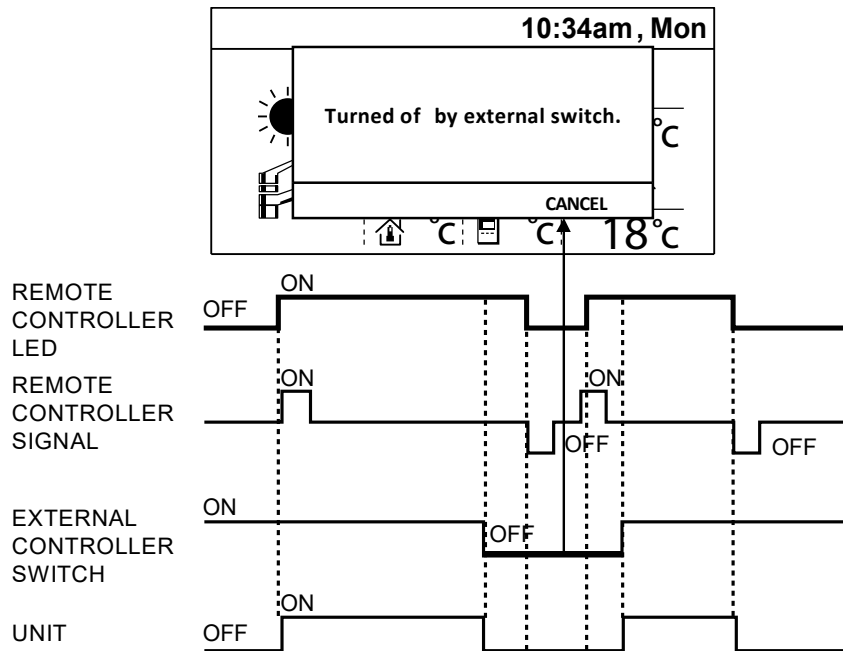 10:34am , Mon
Turned of by external switch.
°C
CANCEL
°C °C 18°C
REMOTE
CONTROLLER
LED
OFF ON
REMOTE
CONTROLLER
SIGNAL
ON OFF ON OFF
EXTERNAL
CONTROLLER
SWITCH
ON OFF
UNIT
OFF ON